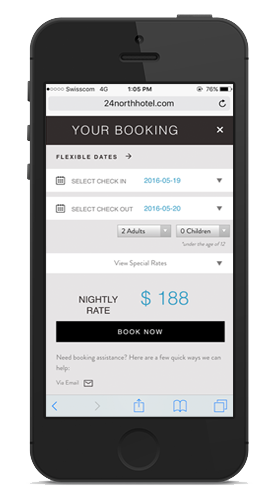 Swisscom 4G 1:05 PM 76%
24northhotel.com
YOUR BOOKING ×
FLEXIBLE DATES →
SELECT CHECK IN 2016-05-19 ▼
SELECT CHECK OUT 2016-05-20 ▼
2 Adults 0 Children
*under the age of 12
View Special Rates ▼
NIGHTLY RATE $ 188
BOOK NOW
Need booking assistance? Here are a few quick ways we can
help:
Via Email